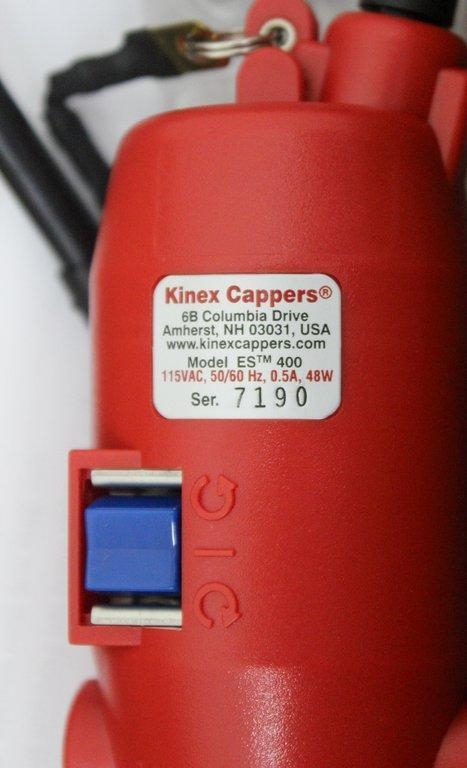 Kinex Cappers®
6B Columbia Drive
Amherst, NH 03031, USA
www.kinexcappers.com
Model ES™ 400
115VAC, 50/60 Hz, 0.5A, 48W
Ser. 7190